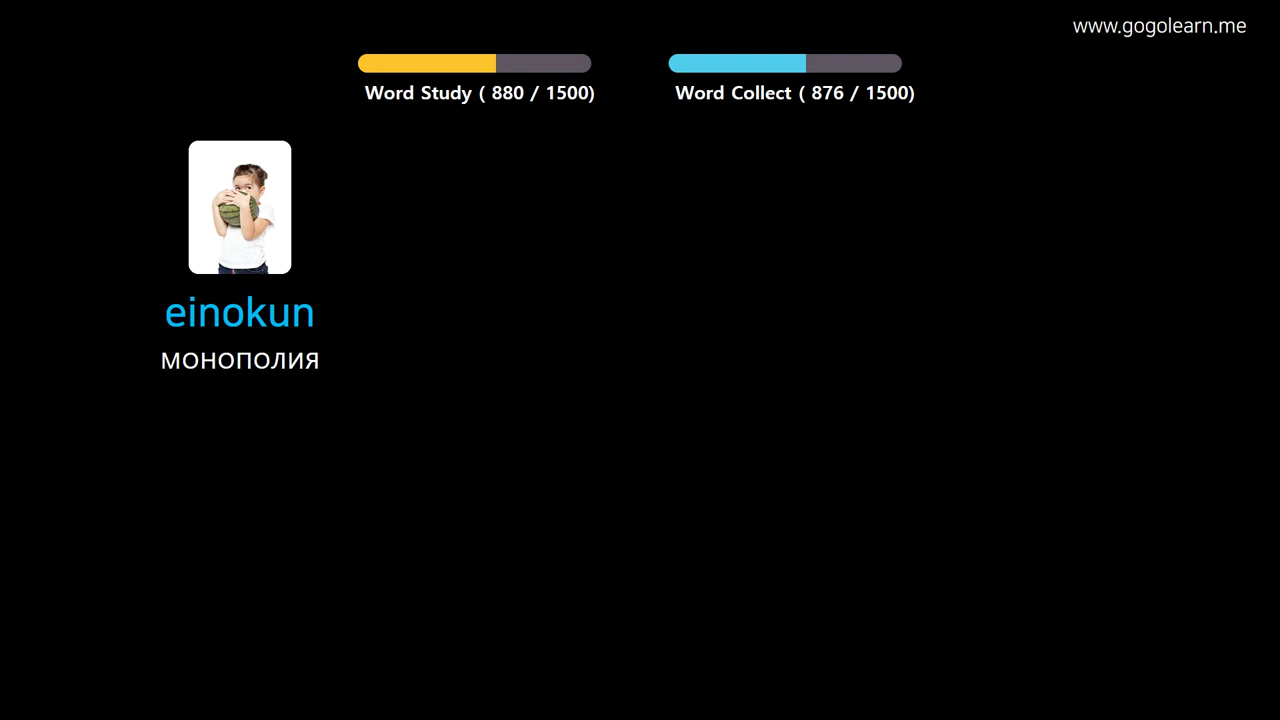 www.gogolearn.me
Word Study ( 880 / 1500)
Word Collect ( 876 / 1500)
einokun
МОНОПОЛИЯ